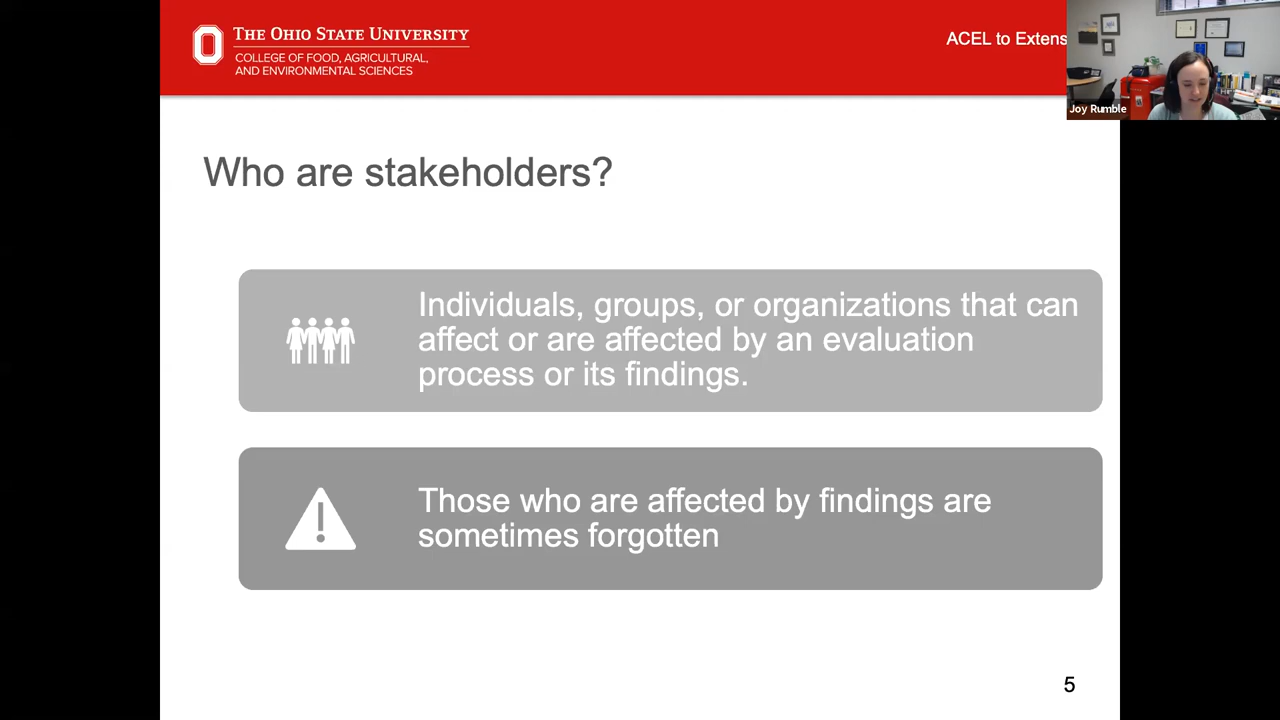 THE OHIO STATE UNIVERSITY
COLLEGE OF FOOD, AGRICULTURAL,
AND ENVIRONMENTAL SCIENCES
ACEL to Extens
Joy Rumble
Who are stakeholders?
Individuals, groups, or organizations that can
affect or are affected by an evaluation
process or its findings.
Those who are affected by findings are
sometimes forgotten
5